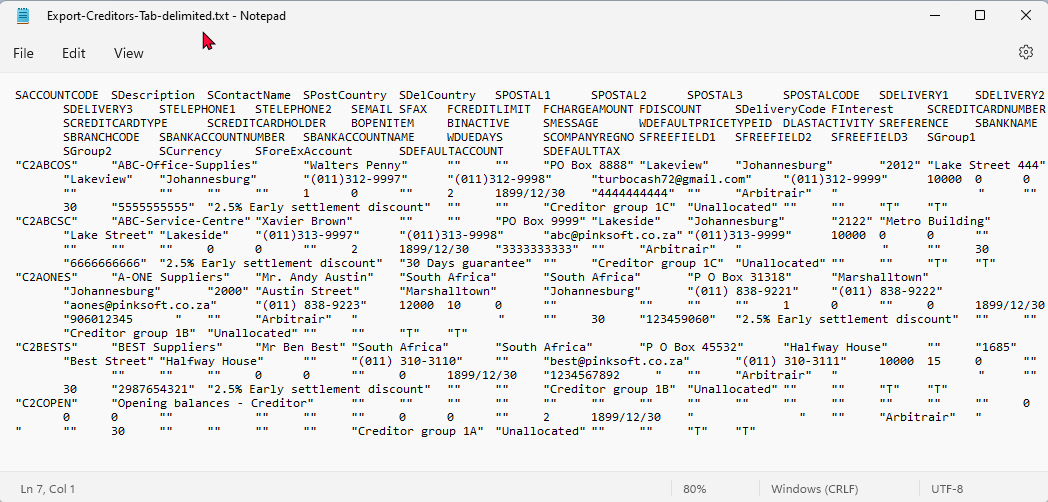 Export-Creditors-Tab-delimited.txt - Notepad
File Edit View
SACCOUNTCODE SDescription SContactName SPostCountry SDelCountry SPOSTAL1 SPOSTAL2 SPOSTAL3 SPOSTALCODE SDELIVERY1 SDELIVERY2
SDELIVERY3 STELEPHONE1 STELEPHONE2 SEMAIL SFAX FCREDITLIMIT FCHARGEAMOUNT FDISCOUNT SDeliveryCode FInterest SCREDITCARDNUMBER
SCREDITCARDTYPE SCREDITCARDHOLDER BOPENITEM BINACTIVE SMESSAGE WDEFAULTPRICETYPEID DLASTACTIVITY SREFERENCE SBANKNAME
SBRANCHCODE SBANKACCOUNTNUMBER SBANKACCOUNTNAME WDUEDAYS SCOMPANYREGNO SFREEFIELD1 SFREEFIELD2 SFREEFIELD3 SGroup1
SGroup2 SCurrency SForeExAccount SDEFAULTACCOUNT SDEFAULTTAX
"C2ABCOS" "ABC-Office-Supplies" "Walters Penny" "" "" "PO Box 8888" "Lakeview" "Johannesburg" "2012" "Lake Street 444"
"Lakeview" "Johannesburg" "(011)312-9997" "(011)312-9998" "turbocash72@gmail.com" "(011)312-9999" 10000 0 0
"" "" "" "" 1 0 "" 2 1899/12/30 "4444444444" "" "Arbitrair" " " ""
30 "5555555555" "2.5% Early settlement discount" "" "" "Creditor group 1C" "Unallocated" "" "" "T" "T"
"C2ABCSC" "ABC-Service-Centre" "Xavier Brown" "" "" "PO Box 9999" "Lakeside" "Johannesburg" "2122" "Metro Building"
"Lake Street" "Lakeside" "(011)313-9997" "(011)313-9998" "abc@pinksoft.co.za" "(011)313-9999" 10000 0 0 ""
"" "" "" 0 0 "" 2 1899/12/30 "3333333333" "" "Arbitrair" " " "" 30
"6666666666" "2.5% Early settlement discount" "30 Days guarantee" "" "Creditor group 1C" "Unallocated" "" "" "T" "T"
"C2AONES" "A-ONE Suppliers" "Mr. Andy Austin" "South Africa" "South Africa" "P O Box 31318" "Marshalltown"
"Johannesburg" "2000" "Austin Street" "Marshalltown" "Johannesburg" "(011) 838-9221" "(011) 838-9222"
"aones@pinksoft.co.za" "(011) 838-9223" 12000 10 0 "" "" "" "" 1 0 "" 0 1899/12/30
"906012345 " "" "Arbitrair" " " "" 30 "123459060" "2.5% Early settlement discount" "" ""
"Creditor group 1B" "Unallocated" "" "" "T" "T"
"C2BESTS" "BEST Suppliers" "Mr Ben Best" "South Africa" "South Africa" "P O Box 45532" "Halfway House" "" "1685"
"Best Street" "Halfway House" "" "(011) 310-3110" "" "best@pinksoft.co.za" "(011) 310-3111" 10000 15 0 ""
"" "" "" 0 0 "" 0 1899/12/30 "1234567892 " "" "Arbitrair" " " ""
30 "2987654321" "2.5% Early settlement discount" "" "" "Creditor group 1B" "Unallocated" "" "" "T" "T"
"C2COPEN" "Opening balances - Creditor" "" "" "" "" "" "" "" "" "" "" "" "" "" "" 0
0 0 "" "" "" "" 0 0 "" 2 1899/12/30 " " "" "Arbitrair" "
" "" 30 "" "" "" "" "Creditor group 1A" "Unallocated" "" "" "T" "T"
Ln 7, Col 1 80% Windows (CRLF) UTF-8